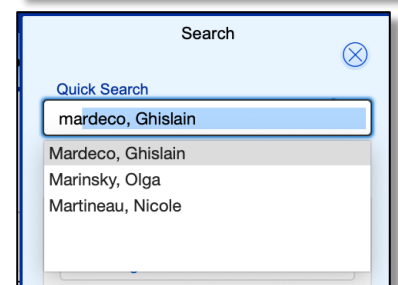 Search
Quick Search
mardeco, Ghislain
Mardeco, Ghislain
Marinsky, Olga
Martineau, Nicole